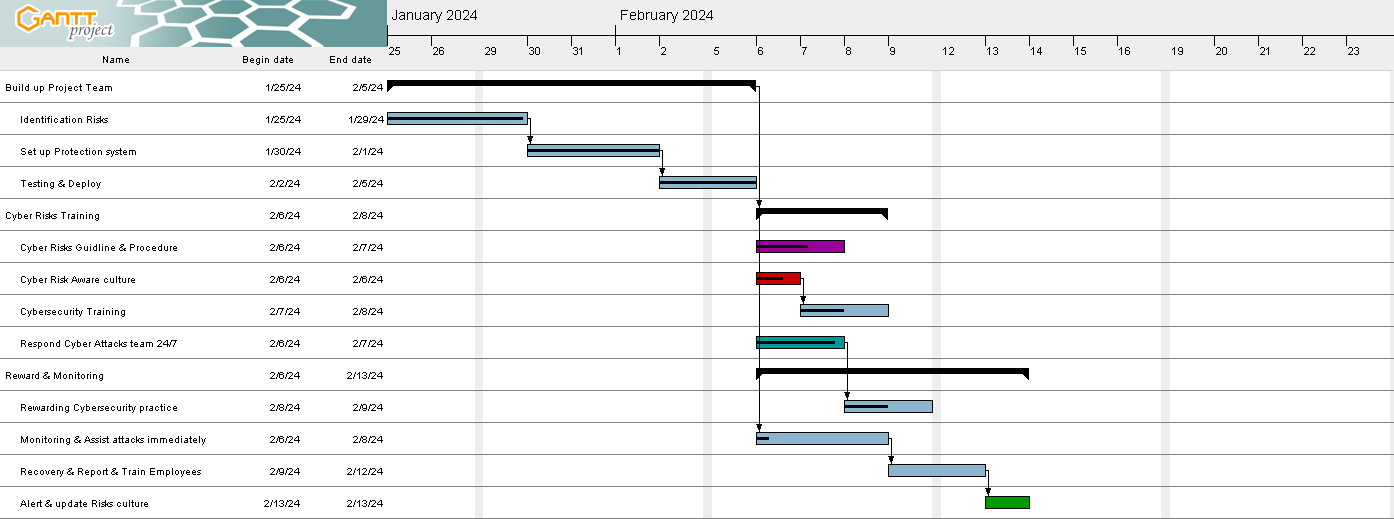 GANTT
project
January 2024 February 2024
25 26 29 30 31 1 2 5 6 7 8 9 12 13 14 15 16 19 20 21 22 23
Name Begin date End date
Build up Project Team 1/25/24 2/5/24
Identification Risks 1/25/24 1/29/24
Set up Protection system 1/30/24 2/1/24
Testing & Deploy 2/2/24 2/5/24
Cyber Risks Training 2/6/24 2/8/24
Cyber Risks Guidline & Procedure 2/6/24 2/7/24
Cyber Risk Aware culture 2/6/24 2/6/24
Cybersecurity Training 2/7/24 2/8/24
Respond Cyber Attacks team 24/7 2/6/24 2/7/24
Reward & Monitoring 2/6/24 2/13/24
Rewarding Cybersecurity practice 2/8/24 2/9/24
Monitoring & Assist attacks immediately 2/6/24 2/8/24
Recovery & Report & Train Employees 2/9/24 2/12/24
Alert & update Risks culture 2/13/24 2/13/24